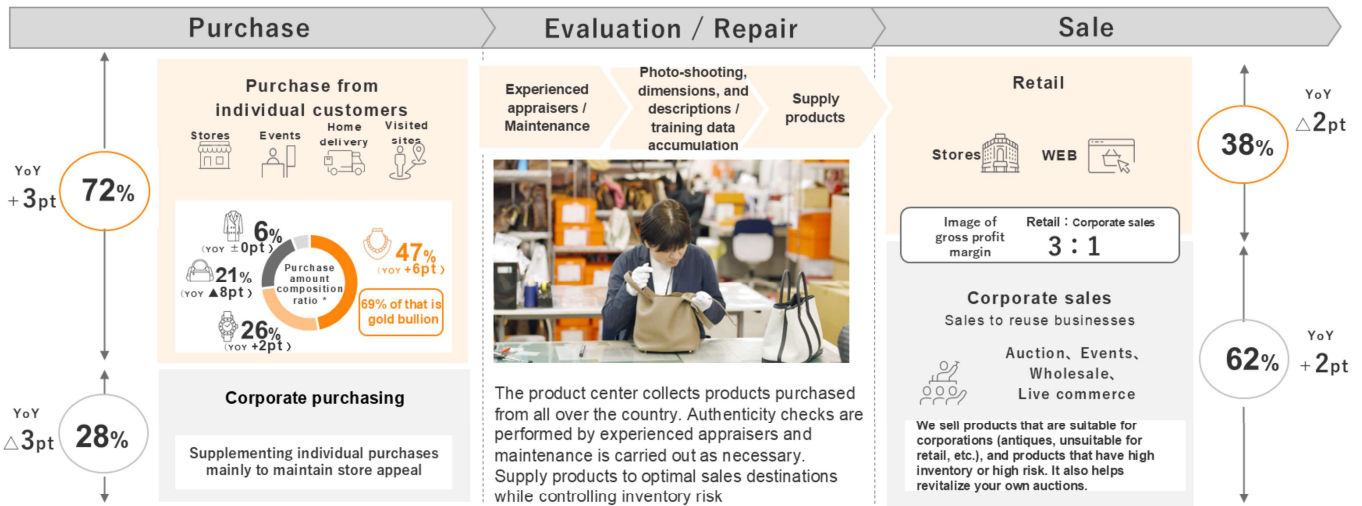 Purchase
Evaluation / Repair
Sale
YoY
+3pt
72%
Purchase from
individual customers
Stores
Events
Home
delivery
Visited
sites
6%
(YOY ±0pt)
47%
(YOY +6pt)
21%
(YOY ▲8pt)
26%
(YOY +2pt)
Purchase
amount
composition
ratio *
69% of that is
gold bullion
YoY
△3pt
28%
Corporate purchasing
Supplementing individual purchases
mainly to maintain store appeal
Experienced
appraisers /
Maintenance
Photo-shooting,
dimensions, and
descriptions /
training data
accumulation
Supply
products
The product center collects products purchased
from all over the country. Authenticity checks are
performed by experienced appraisers and
maintenance is carried out as necessary.
Supply products to optimal sales destinations
while controlling inventory risk
Retail
Stores
WEB
38%
YoY
△2pt
Image of
gross profit
margin
Retail：Corporate sales
3：1
Corporate sales
Sales to reuse businesses
Auction、Events、
Wholesale、
Live commerce
62%
YoY
+2pt
We sell products that are suitable for
corporations (antiques, unsuitable for
retail, etc.), and products that have high
inventory or high risk. It also helps
revitalize your own auctions.